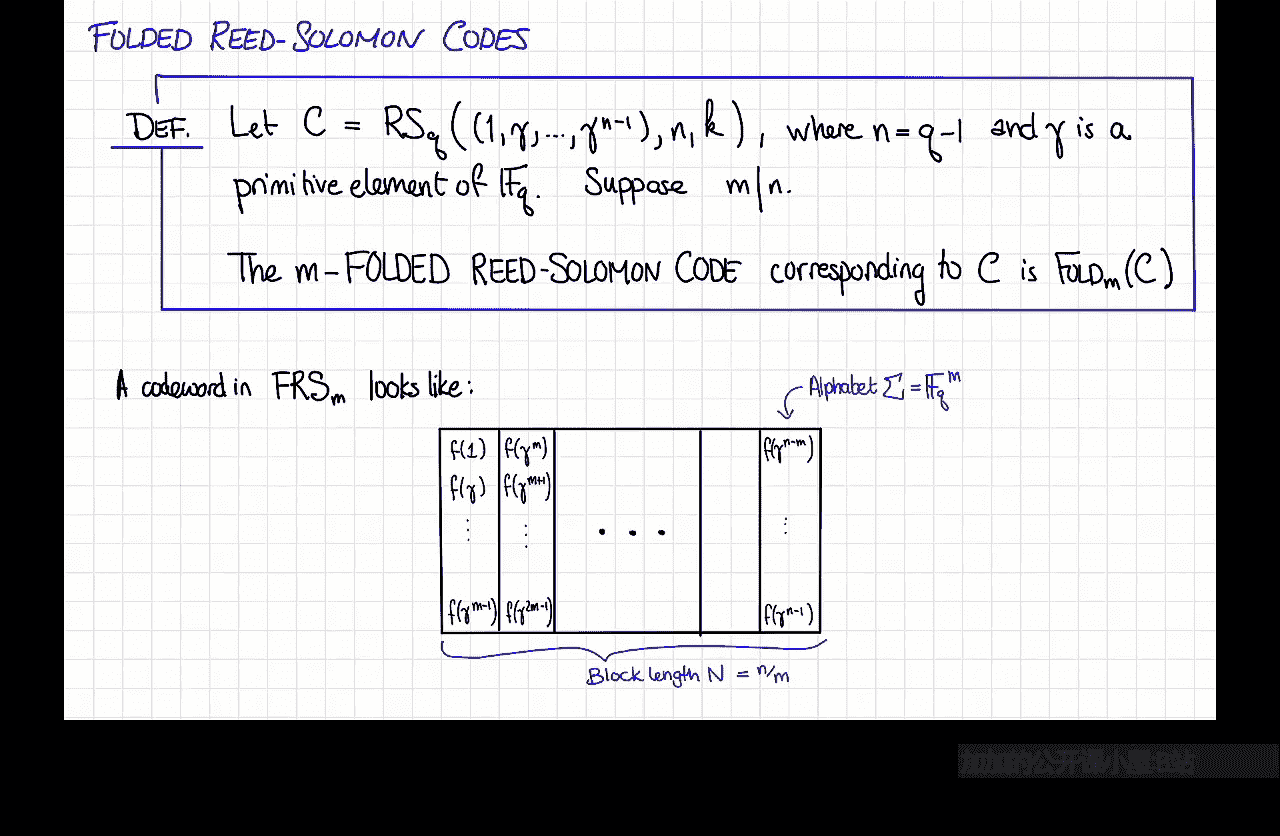 FOLDED REED-SOLOMON CODES
DEF. Let C = RS_q((1, γ, ..., γ^{n-1}), n, k), where n = q-1 and γ is a
primitive element of F_q. Suppose m|n.
The m-FOLDED REED-SOLOMON CODE corresponding to C is FOLD_m(C)
A codeword in FRS_m looks like:
Alphabet Σ = F_q^m
f(1) f(γ^m) f(γ^{n-m})
f(γ) f(γ^{m+1})
⋮ ⋮ ... ⋮
f(γ^{m-1}) f(γ^{2m-1}) f(γ^{n-1})
Block length N = n/m